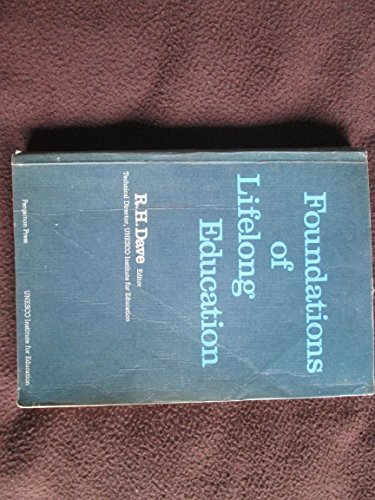 Foundations
of
Lifelong
Education
R.H. Dave Editor
Technical Director, UNESCO Institute for Education
Pergamon Press
UNESCO Institute for Education